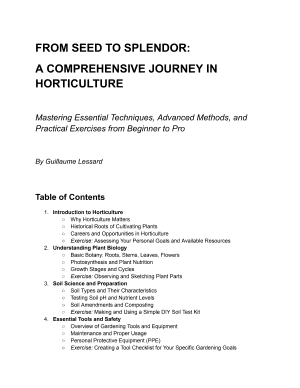 FROM SEED TO SPLENDOR:
A COMPREHENSIVE JOURNEY IN
HORTICULTURE
Mastering Essential Techniques, Advanced Methods, and
Practical Exercises from Beginner to Pro
By Guillaume Lessard
Table of Contents
1. Introduction to Horticulture
○ Why Horticulture Matters
○ Historical Roots of Cultivating Plants
○ Careers and Opportunities in Horticulture
○ Exercise: Assessing Your Personal Goals and Available Resources
2. Understanding Plant Biology
○ Basic Botany: Roots, Stems, Leaves, Flowers
○ Photosynthesis and Plant Nutrition
○ Growth Stages and Cycles
○ Exercise: Observing and Sketching Plant Parts
3. Soil Science and Preparation
○ Soil Types and Their Characteristics
○ Testing Soil pH and Nutrient Levels
○ Soil Amendments and Composting
○ Exercise: Making and Using a Simple DIY Soil Test Kit
4. Essential Tools and Safety
○ Overview of Gardening Tools and Equipment
○ Maintenance and Proper Usage
○ Personal Protective Equipment (PPE)
○ Exercise: Creating a Tool Checklist for Your Specific Gardening Goals